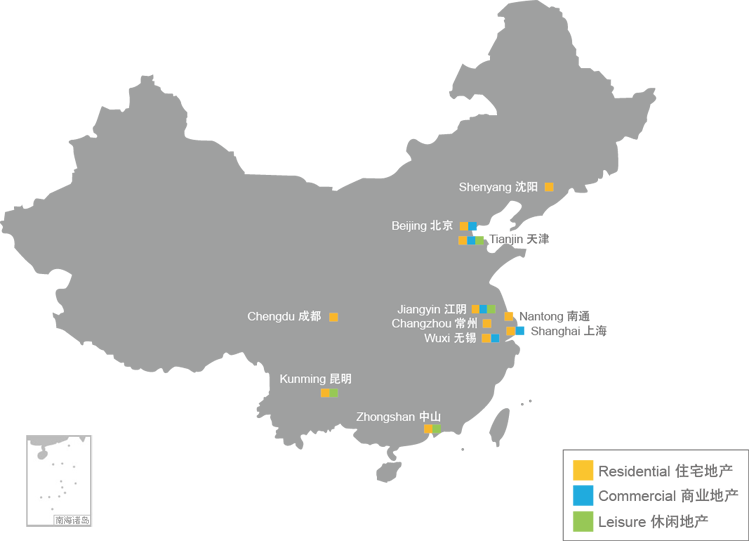 Shenyang 沈阳
Beijing 北京
Tianjin 天津
Jiangyin 江阴
Nantong 南通
Chengdu 成都
Changzhou 常州
Shanghai 上海
Wuxi 无锡
Kunming 昆明
Zhongshan 中山
Residential 住宅地产
Commercial 商业地产
Leisure 休闲地产
南海诸岛